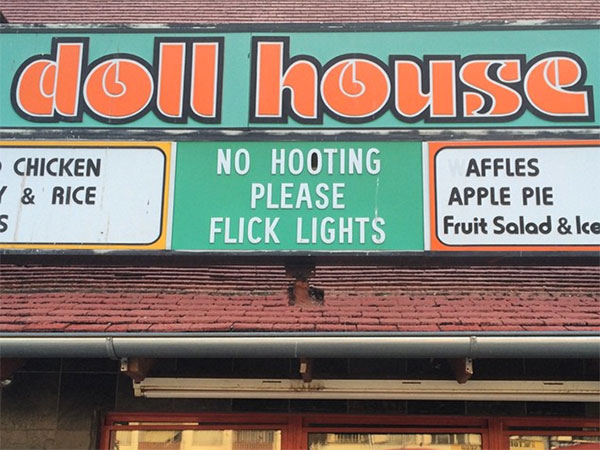 doll house
CHICKEN
& RICE
NO HOOTING
PLEASE
FLICK LIGHTS
AFFLES
APPLE PIE
Fruit Salad & Ice